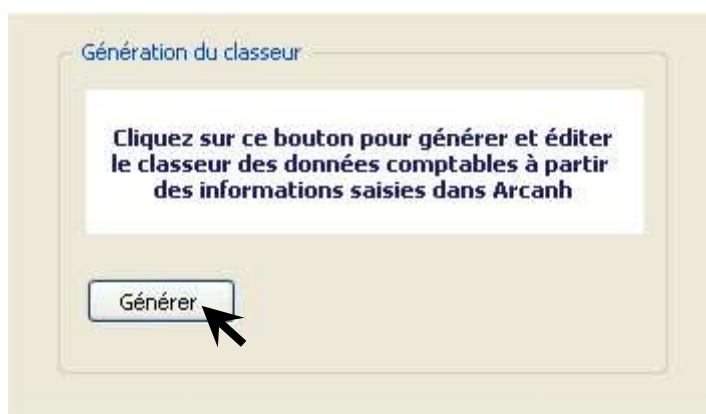 Génération du classeur
Cliquez sur ce bouton pour générer et éditer
le classeur des données comptables à partir
des informations saisies dans Arcanh
Générer